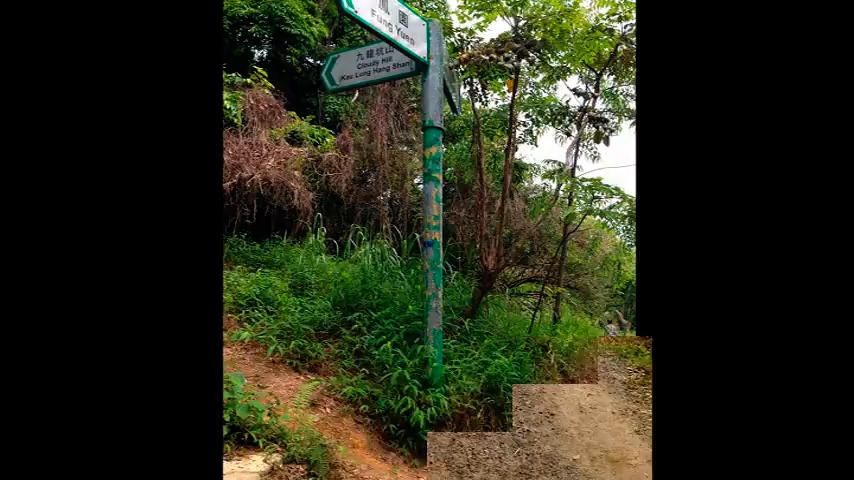 鳳園
Fung Yuen
九龍坑山
Cloudy Hill
(Kau Lung Hang Shan)